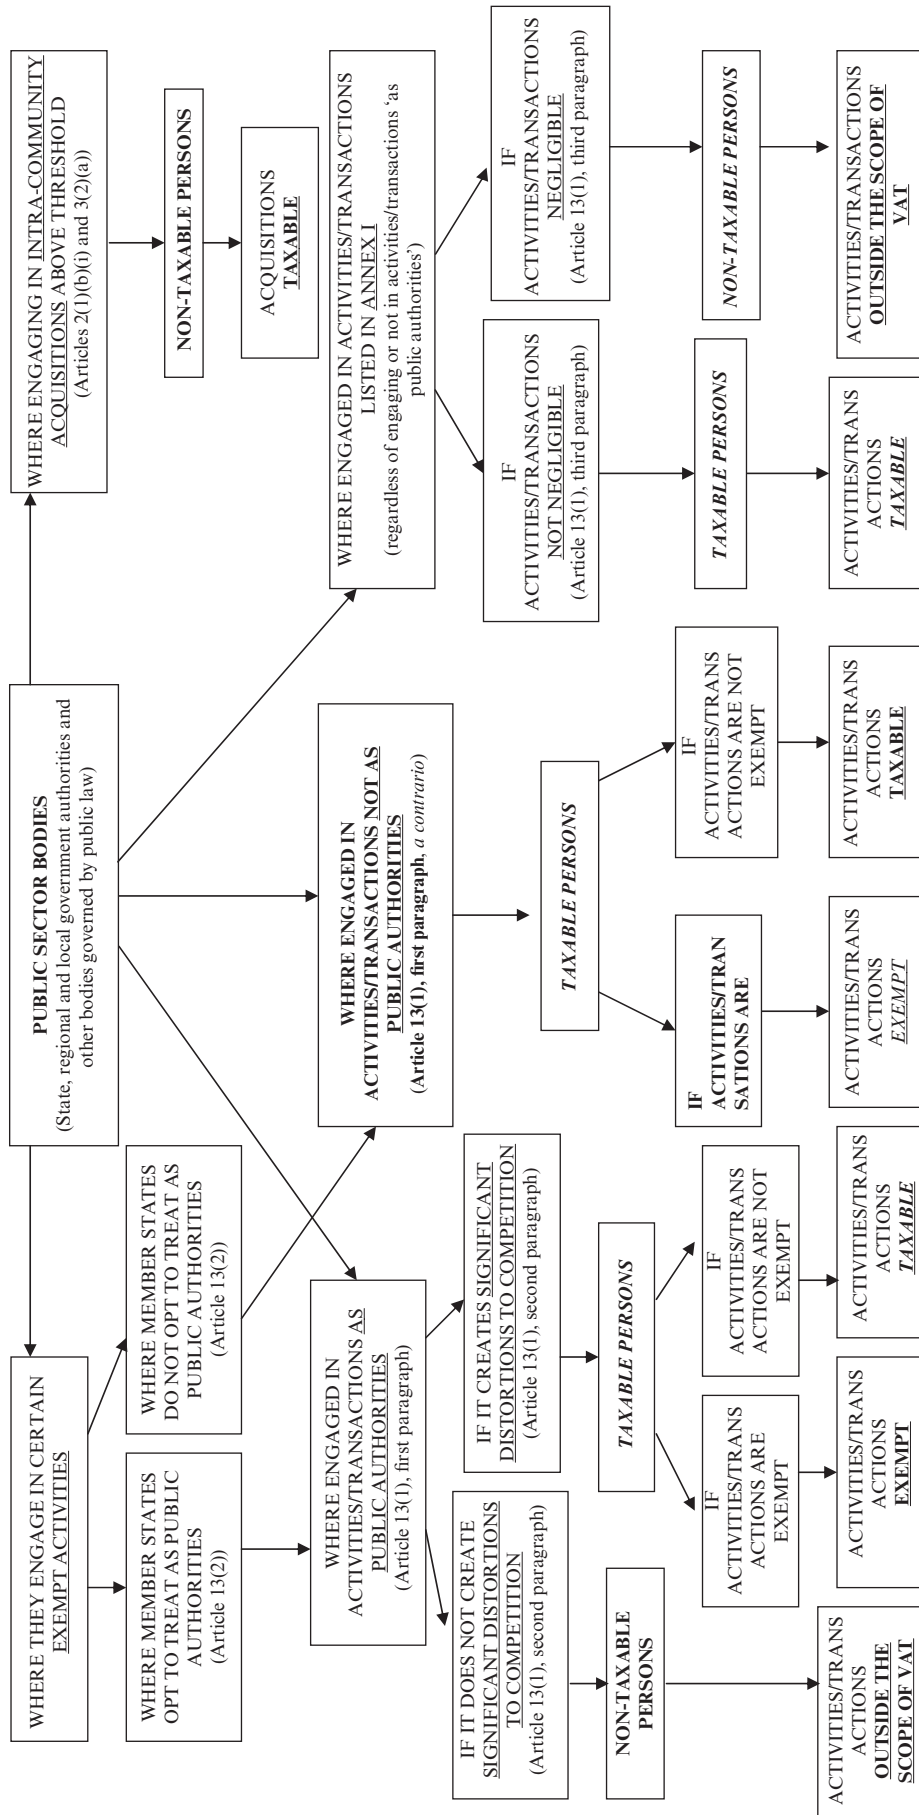 WHERE THEY ENGAGE IN CERTAIN
EXEMPT ACTIVITIES
PUBLIC SECTOR BODIES
(State, regional and local government authorities and
other bodies governed by public law)
WHERE ENGAGING IN INTRA-COMMUNITY
ACQUISITIONS ABOVE THRESHOLD
(Articles 2(1)(b)(i) and 3(2)(a))
WHERE MEMBER STATES
OPT TO TREAT AS PUBLIC
AUTHORITIES
(Article 13(2))
WHERE MEMBER STATES
DO NOT OPT TO TREAT AS
PUBLIC AUTHORITIES
(Article 13(2))
NON-TAXABLE PERSONS
ACQUISITIONS
TAXABLE
WHERE ENGAGED IN
ACTIVITIES/TRANSACTIONS AS
PUBLIC AUTHORITIES
(Article 13(1), first paragraph)
WHERE ENGAGED IN
ACTIVITIES/TRANSACTIONS NOT AS
PUBLIC AUTHORITIES
(Article 13(1), first paragraph, a contrario)
WHERE ENGAGED IN ACTIVITIES/TRANSACTIONS
LISTED IN ANNEX I
(regardless of engaging or not in activities/transactions ‘as
public authorities’)
IF IT DOES NOT CREATE
SIGNIFICANT DISTORTIONS
TO COMPETITION
(Article 13(1), second paragraph)
IF IT CREATES SIGNIFICANT
DISTORTIONS TO COMPETITION
(Article 13(1), second paragraph)
IF
ACTIVITIES/TRANSACTIONS
NOT NEGLIGIBLE
(Article 13(1), third paragraph)
IF
ACTIVITIES/TRANSACTIONS
NEGLIGIBLE
(Article 13(1), third paragraph)
NON-TAXABLE
PERSONS
TAXABLE PERSONS
TAXABLE PERSONS
TAXABLE PERSONS
NON-TAXABLE PERSONS
IF
ACTIVITIES/TRANS
ACTIONS ARE
EXEMPT
IF
ACTIVITIES/TRANS
ACTIONS ARE NOT
EXEMPT
IF
ACTIVITIES/TRAN
SATIONS ARE
IF
ACTIVITIES/TRANS
ACTIONS ARE NOT
EXEMPT
ACTIVITIES/TRANS
ACTIONS
OUTSIDE THE
SCOPE OF VAT
ACTIVITIES/TRANS
ACTIONS
EXEMPT
ACTIVITIES/TRANS
ACTIONS
TAXABLE
ACTIVITIES/TRANS
ACTIONS
EXEMPT
ACTIVITIES/TRANS
ACTIONS
TAXABLE
ACTIVITIES/TRANS
ACTIONS
TAXABLE
ACTIVITIES/TRANSACTIONS
OUTSIDE THE SCOPE OF
VAT